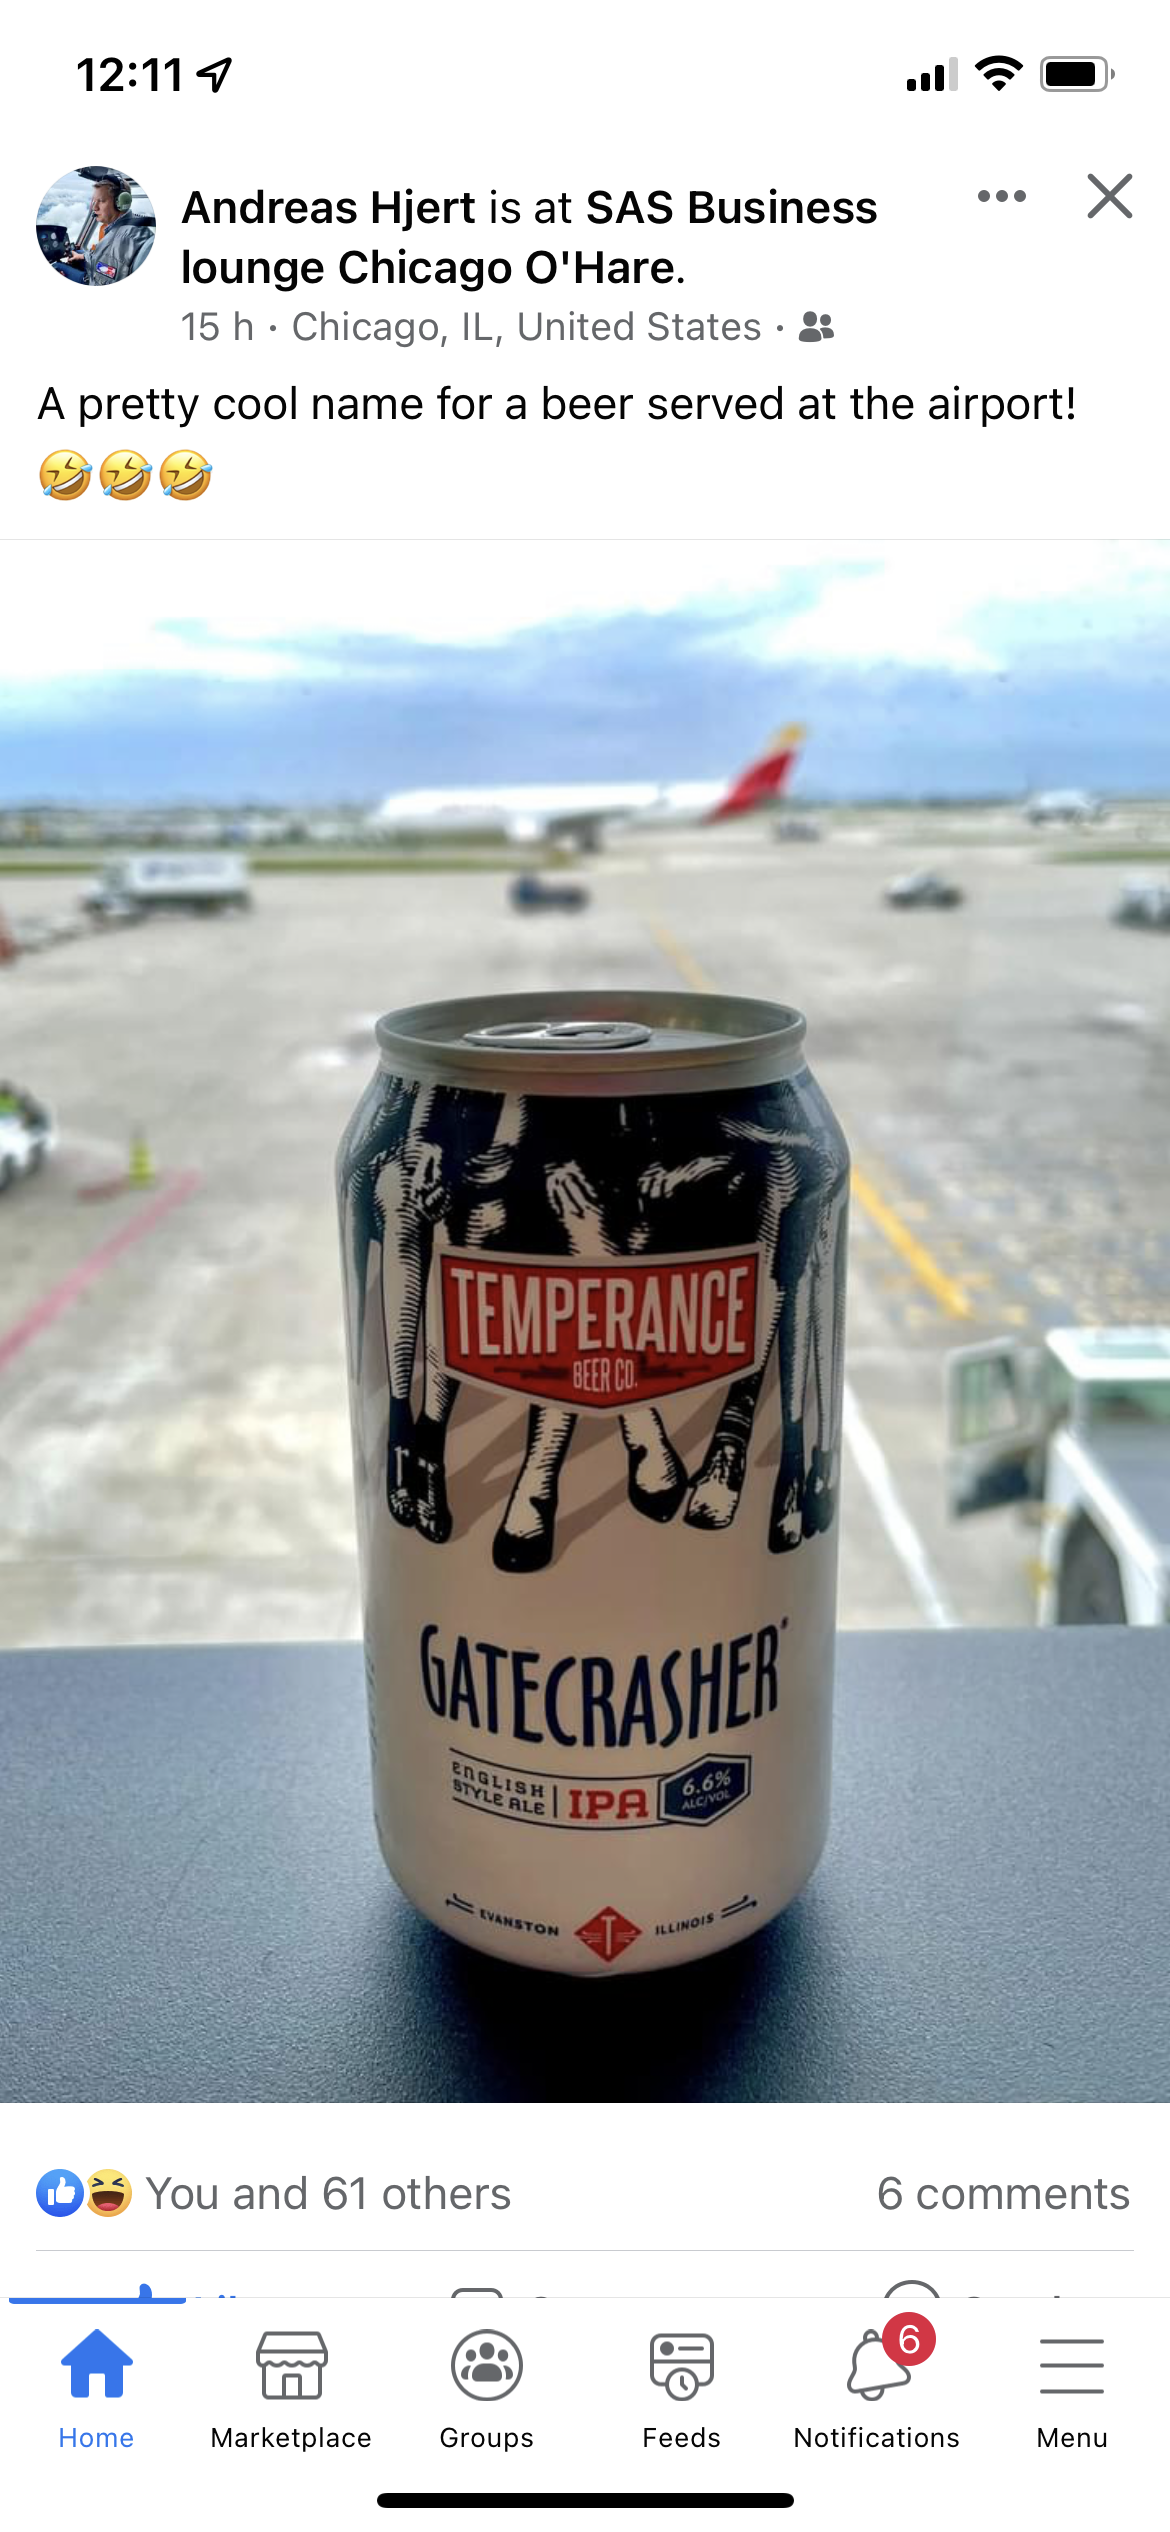 12:11
Andreas Hjert is at SAS Business
lounge Chicago O'Hare.
15 h · Chicago, IL, United States ·
A pretty cool name for a beer served at the airport!
🤣🤣🤣
TEMPERANCE
BEER CO.
GATECRASHER
ENGLISH
STYLE ALE
IPA
6.6%
ALC/VOL
EVANSTON
T
ILLINOIS
You and 61 others
6 comments
6
Home
Marketplace
Groups
Feeds
Notifications
Menu